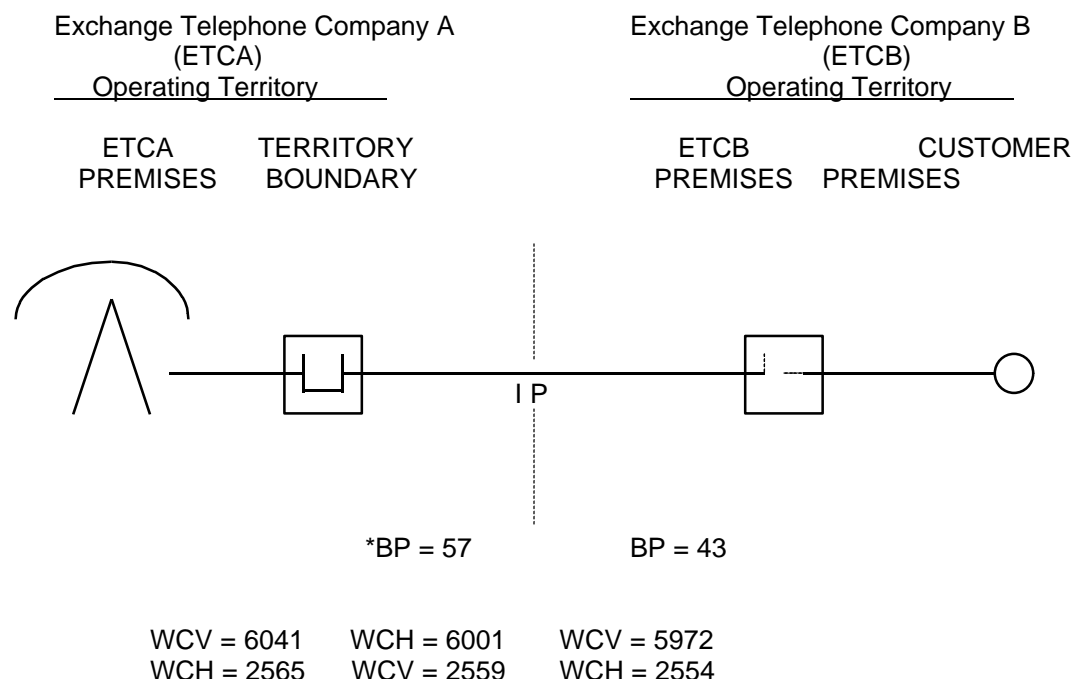 Exchange Telephone Company A Exchange Telephone Company B
(ETCA) (ETCB)
Operating Territory Operating Territory
ETCA TERRITORY ETCB CUSTOMER
PREMISES BOUNDARY PREMISES PREMISES
I P
*BP = 57 BP = 43
WCV = 6041 WCH = 6001 WCV = 5972
WCH = 2565 WCV = 2559 WCH = 2554